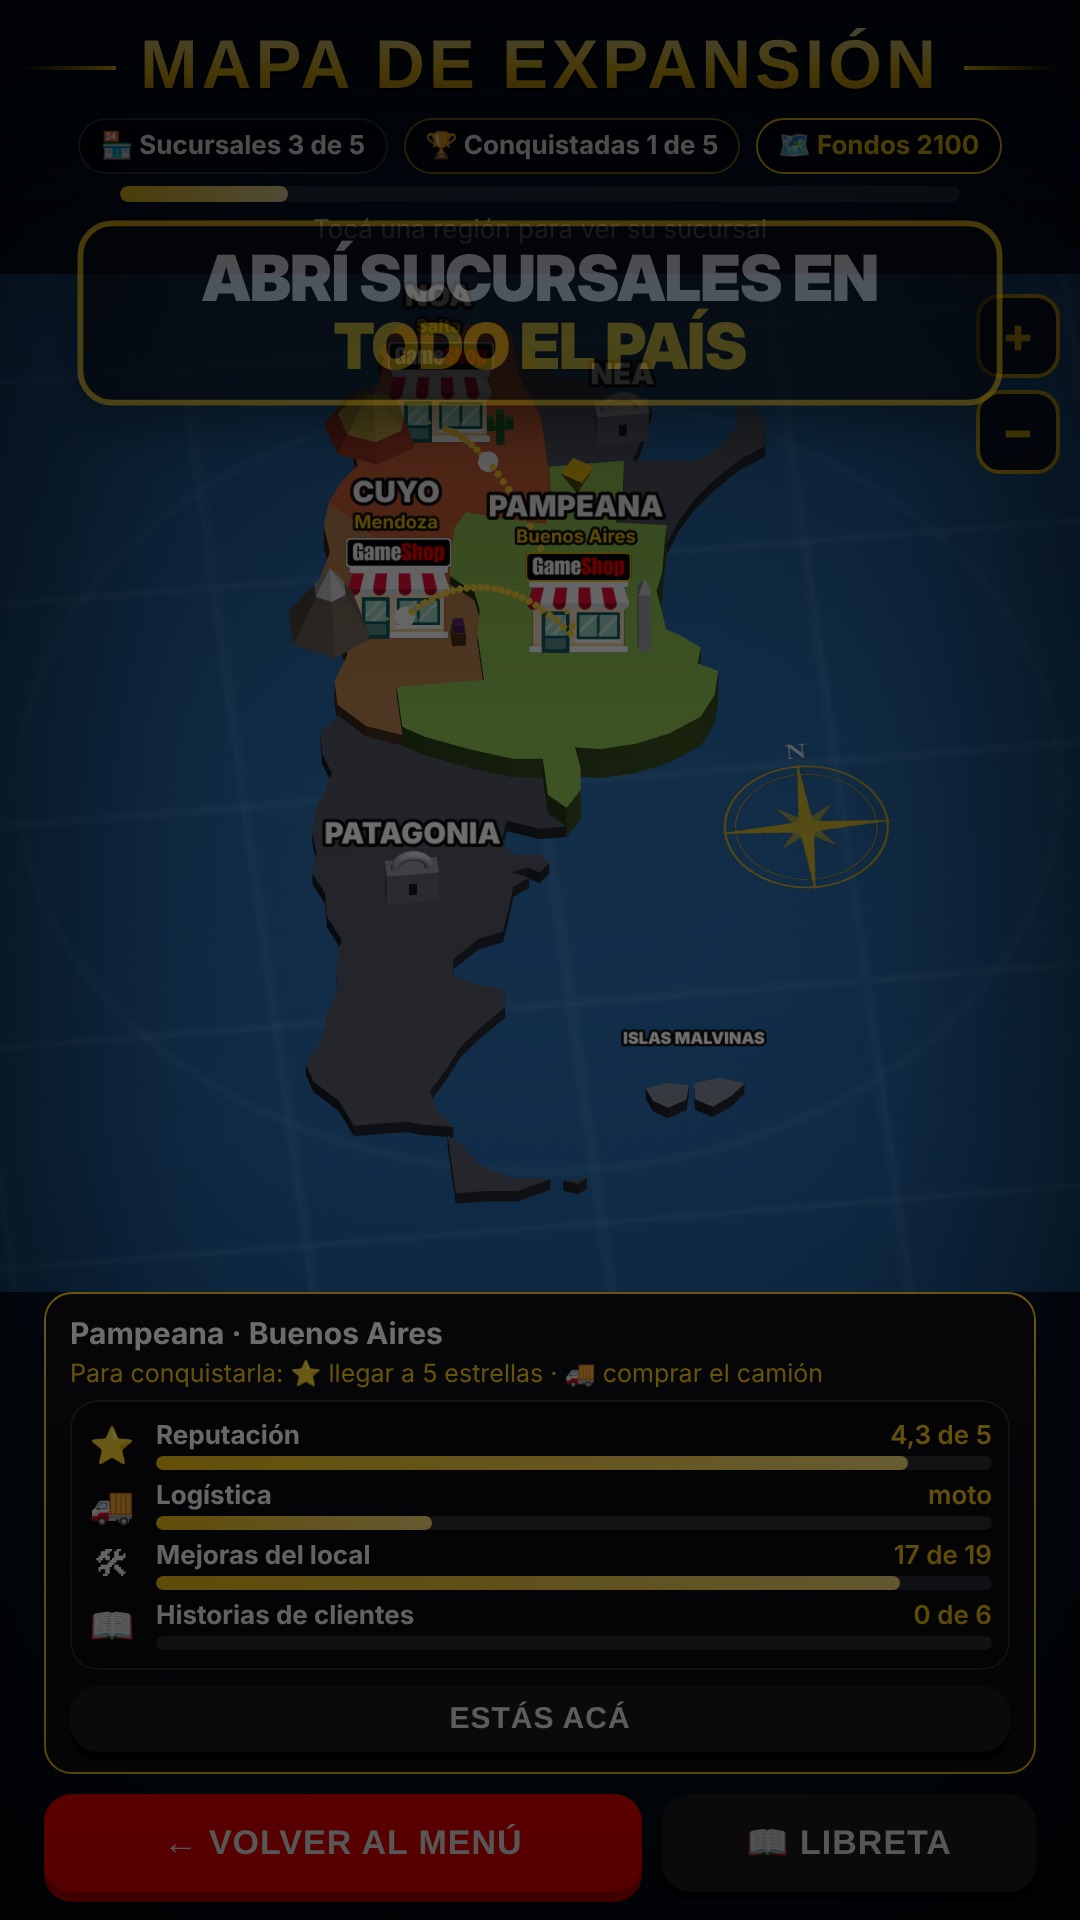 MAPA DE EXPANSIÓN
Sucursales 3 de 5
Conquistadas 1 de 5
Fondos 2100
Tocá una región para ver su sucursal
ABRÍ SUCURSALES EN
TODO EL PAÍS
+
−
NOA
Salta
GameShop
NEA
CUYO
Mendoza
GameShop
PAMPEANA
Buenos Aires
GameShop
N
PATAGONIA
ISLAS MALVINAS
Pampeana · Buenos Aires
Para conquistarla: ⭐ llegar a 5 estrellas · 🚚 comprar el camión
Reputación 4,3 de 5
Logística moto
Mejoras del local 17 de 19
Historias de clientes 0 de 6
ESTÁS ACÁ
← VOLVER AL MENÚ
LIBRETA